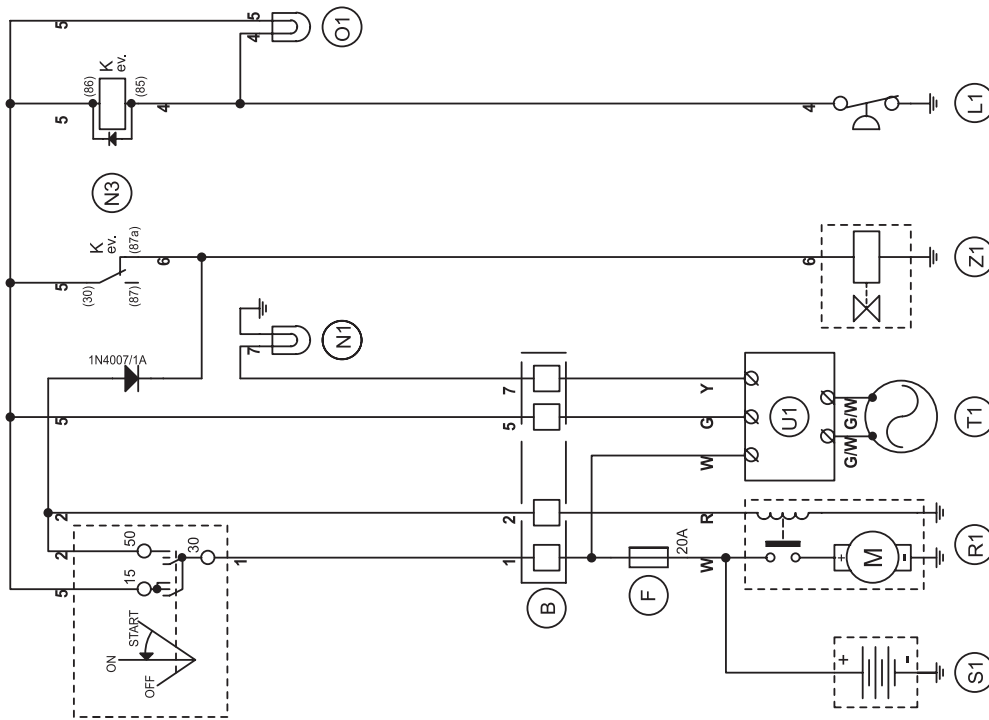 5
5
4
O1
K
ev.
(86)
(85)
5
4
4
L1
N3
K
ev.
(87a)
5
(30)
(87)
6
6
Z1
1N4007/1A
7
N1
7
Y
5
5
G
U1
G/W
G/W
T1
W
2
2
R
2
50
15
30
5
1
1
20A
W
B
F
+
M
-
R1
START
ON
OFF
+
-
S1